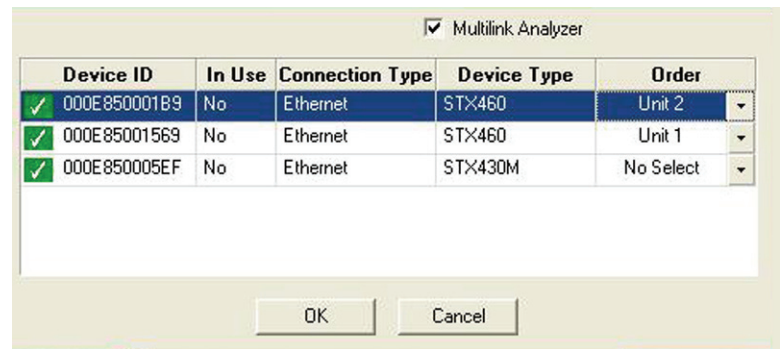 Multilink Analyzer
Device ID In Use Connection Type Device Type Order
000E850001B9 No Ethernet STX460 Unit 2
000E85001569 No Ethernet STX460 Unit 1
000E850005EF No Ethernet STX430M No Select
OK Cancel